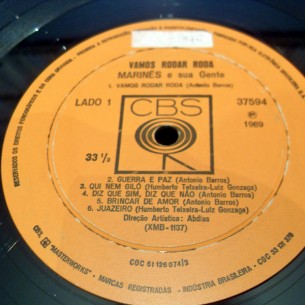 VAMOS RODAR RODA
MARINÊS e sua Gente
1. VAMOS RODAR RODA (Antonio Barros)
LADO 1
CBS
37594
℗
1969
33 1/3
2. GUERRA E PAZ (Antonio Barros)
3. QUI NEM GILÓ (Humberto Teixeira-Luiz Gonzaga)
4. DIZ QUE SIM, DIZ QUE NÃO (Antonio Barros)
5. BRINCAR DE AMOR (Antonio Barros)
6. JUAZEIRO (Humberto Teixeira-Luiz Gonzaga)
Direção Artística: Abdias
(XMB-1137)
CGC 61 126 074/3
"MASTERWORKS" - MARCAS REGISTRADAS - INDÚSTRIA BRASILEIRA -